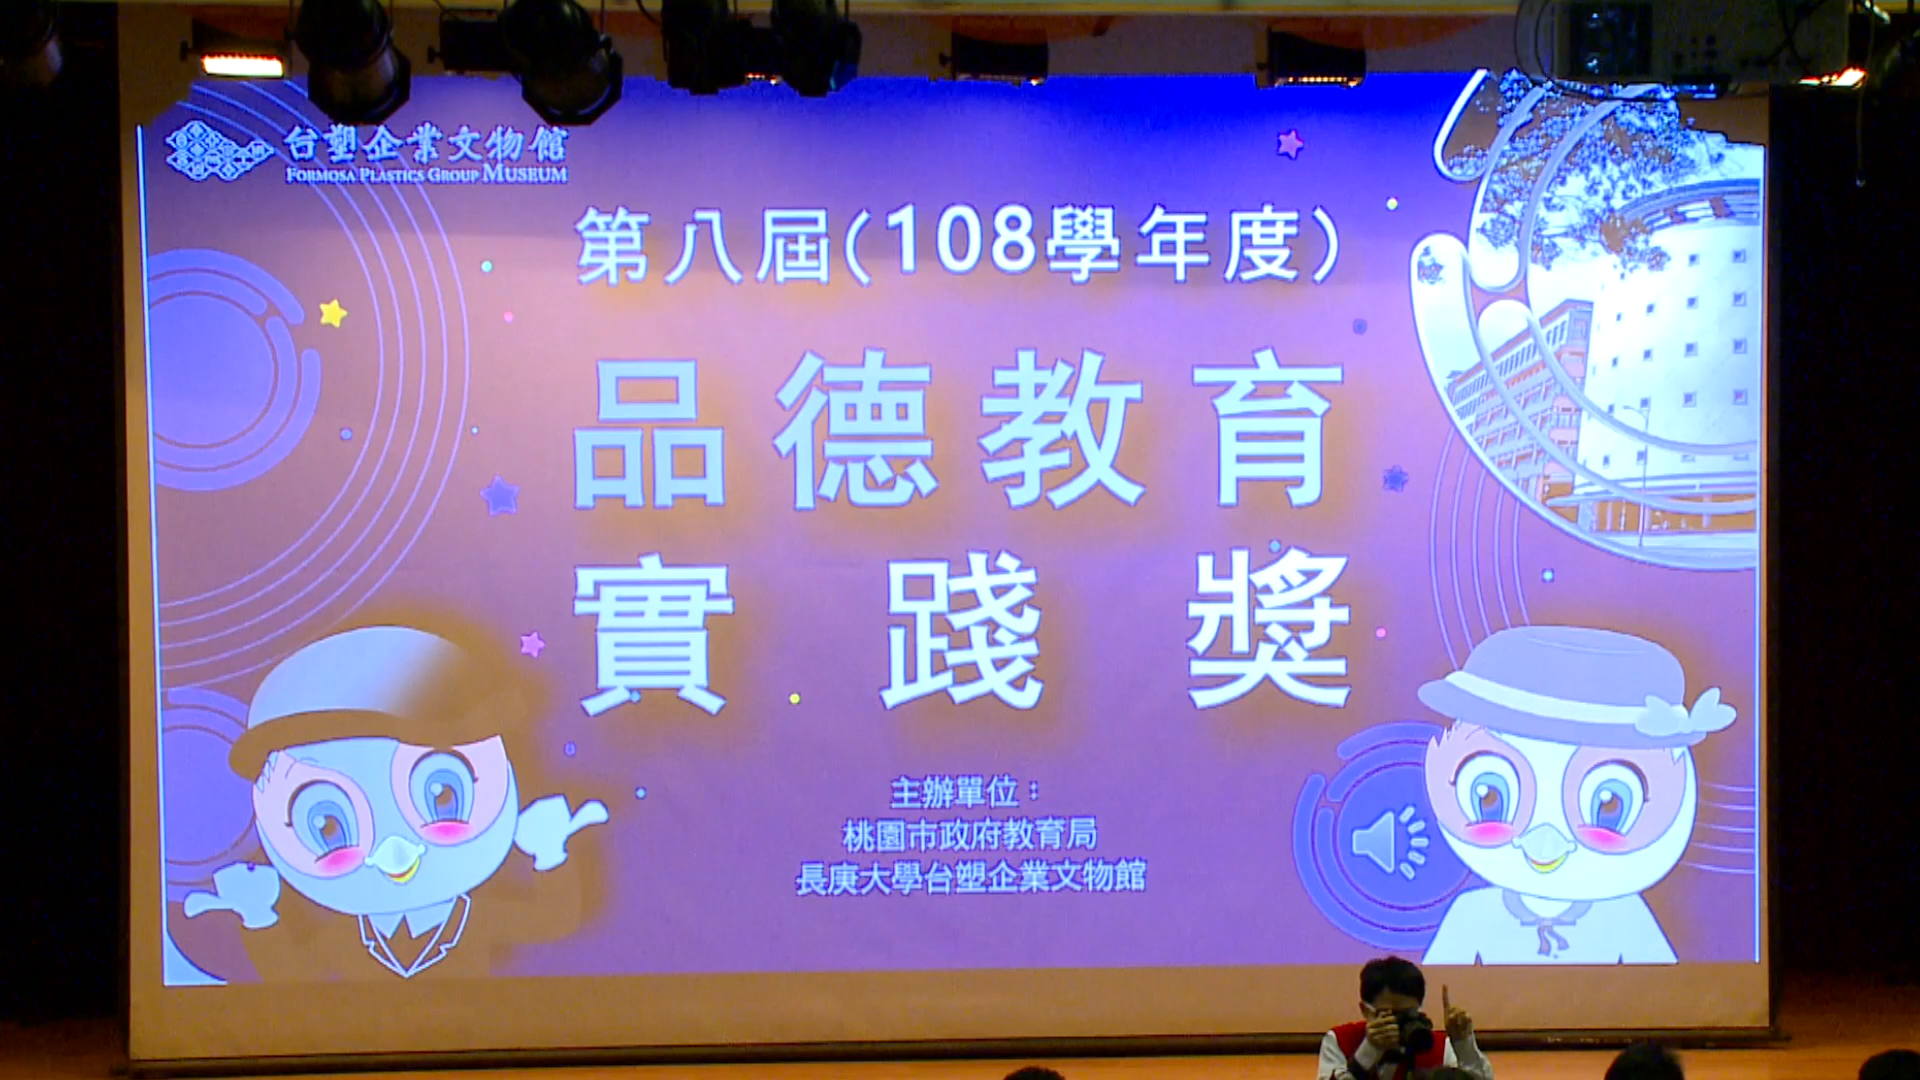 台塑企業文物館
FORMOSA PLASTICS GROUP MUSEUM
第八屆(108學年度)
品德教育
實踐獎
主辦單位：
桃園市政府教育局
長庚大學台塑企業文物館